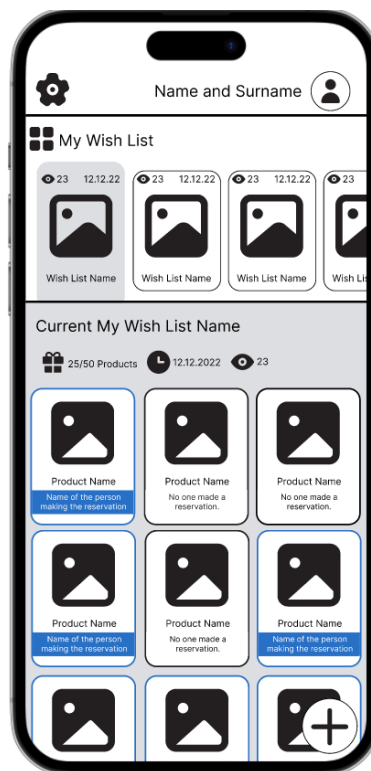 Name and Surname
My Wish List
23 12.12.22
23 12.12.22
23 12.12.22
23
Wish List Name
Wish List Name
Wish List Name
Wish Lis
Current My Wish List Name
25/50 Products 12.12.2022 23
Product Name
Name of the person
making the reservation
Product Name
No one made a
reservation.
Product Name
No one made a
reservation.
Product Name
Name of the person
making the reservation
Product Name
No one made a
reservation.
Product Name
Name of the person
making the reservation